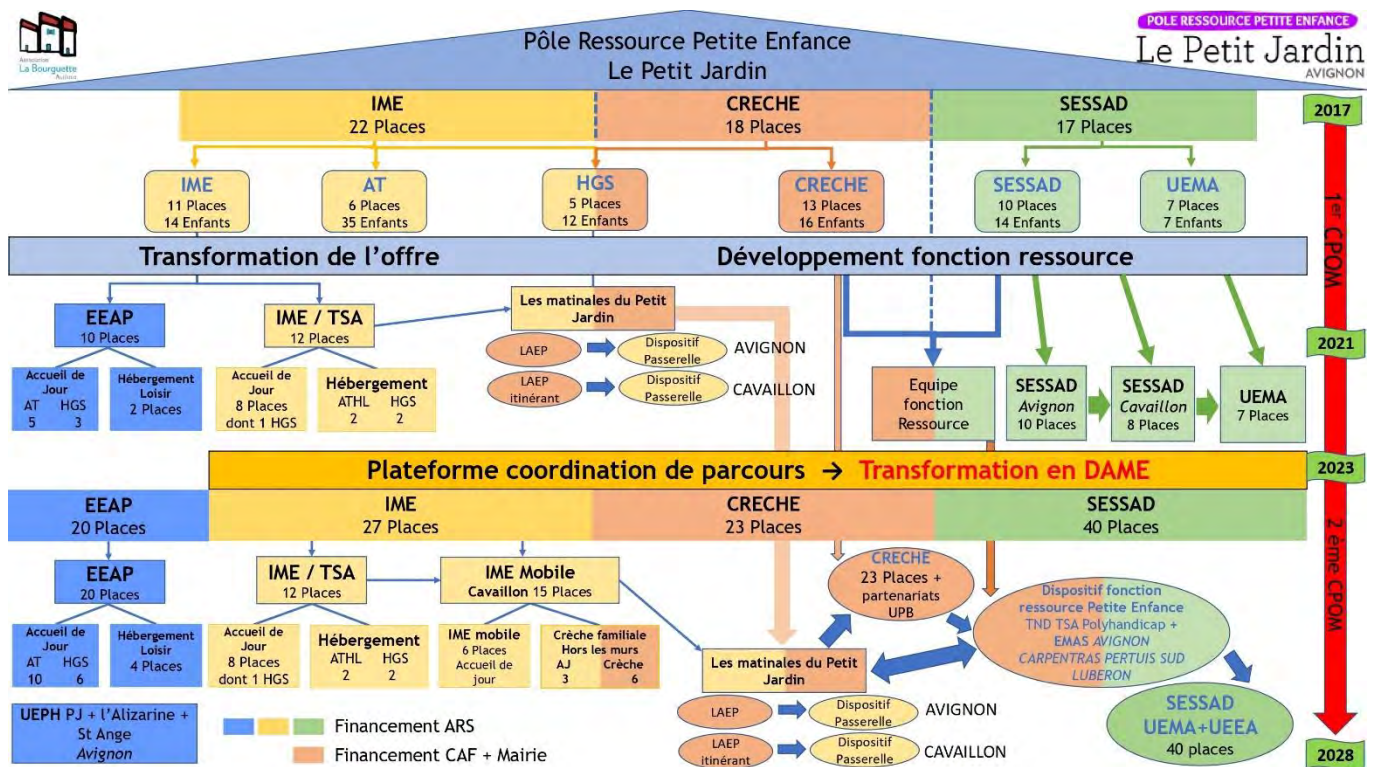 Association
La Bourguette
Autisme
Pôle Ressource Petite Enfance
Le Petit Jardin
PÔLE RESSOURCE PETITE ENFANCE
Le Petit Jardin
AVIGNON
IME
22 Places
CRECHE
18 Places
SESSAD
17 Places
2017
IME
11 Places
14 Enfants
AT
6 Places
35 Enfants
HGS
5 Places
12 Enfants
CRECHE
13 Places
16 Enfants
SESSAD
10 Places
14 Enfants
UEMA
7 Places
7 Enfants
1er CPOM
Transformation de l'offre
Développement fonction ressource
EEAP
10 Places
IME / TSA
12 Places
Les matinales du Petit
Jardin
LAEP
Dispositif
Passerelle
AVIGNON
LAEP
itinérant
Dispositif
Passerelle
CAVAILLON
2021
Accueil de
Jour
AT HGS
5 3
Hébergement
Loisir
2 Places
Accueil de
Jour
8 Places
dont 1 HGS
Hébergement
ATHL HGS
2 2
Equipe
fonction
Ressource
SESSAD
Avignon
10 Places
SESSAD
Cavaillon
8 Places
UEMA
7 Places
Plateforme coordination de parcours → Transformation en DAME
2023
EEAP
20 Places
IME
27 Places
CRECHE
23 Places
SESSAD
40 Places
2 ème CPOM
EEAP
20 Places
IME / TSA
12 Places
IME Mobile
Cavaillon 15 Places
CRECHE
23 Places +
partenariats
UPB
Dispositif fonction
ressource Petite Enfance
TND TSA Polyhandicap +
EMAS AVIGNON
CARPENTRAS PERTUIS SUD
LUBERON
Accueil de
Jour
AT HGS
10 6
Hébergement
Loisir
4 Places
Accueil de
Jour
8 Places
dont 1 HGS
Hébergement
ATHL HGS
2 2
IME mobile
6 Places
Accueil de
jour
Crèche familiale
Hors les murs
AJ Crèche
3 6
Les matinales du Petit
Jardin
LAEP
Dispositif
Passerelle
AVIGNON
LAEP
itinérant
Dispositif
Passerelle
CAVAILLON
SESSAD
UEMA+UEEA
40 places
UEPH PJ + l'Alizarine +
St Ange
Avignon
Financement ARS
Financement CAF + Mairie
2028